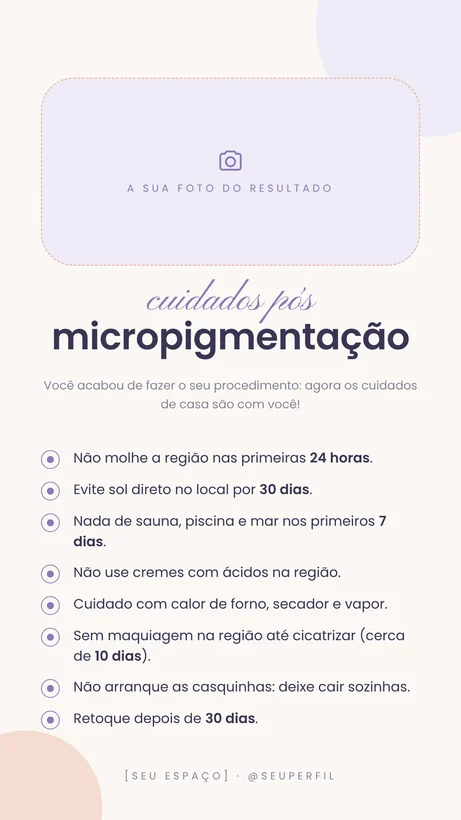 A SUA FOTO DO RESULTADO
cuidados pós
micropigmentação
Você acabou de fazer o seu procedimento: agora os cuidados
de casa são com você!
Não molhe a região nas primeiras 24 horas.
Evite sol direto no local por 30 dias.
Nada de sauna, piscina e mar nos primeiros 7
dias.
Não use cremes com ácidos na região.
Cuidado com calor de forno, secador e vapor.
Sem maquiagem na região até cicatrizar (cerca
de 10 dias).
Não arranque as casquinhas: deixe cair sozinhas.
Retoque depois de 30 dias.
[SEU ESPAÇO] · @SEUPERFIL